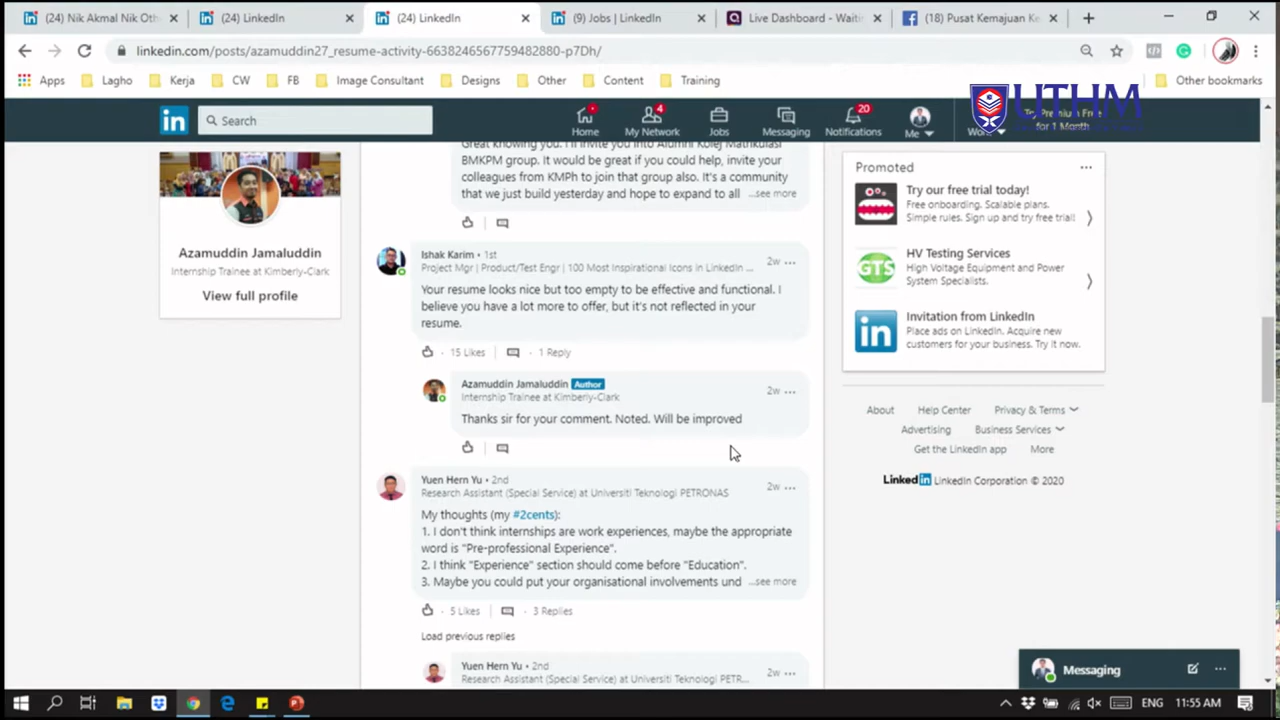 (24) Nik Akmal Nik Oth
(24) LinkedIn
(24) LinkedIn
(9) Jobs | LinkedIn
Live Dashboard - Waitin
(18) Pusat Kemajuan Ke
linkedin.com/posts/azamuddin27_resume-activity-6638246567759482880-p7Dh/
Apps
Lagho
Kerja
CW
FB
Image Consultant
Designs
Other
Content
Training
Other bookmarks
in
Search
Home
4
My Network
Jobs
Messaging
20
Notifications
Me
UTHM
Premium Free
for 1 Month
Great knowing you. I'll invite you into Alumni Kolej Matrikulasi
BMKPM group. It would be great if you could help, invite your
colleagues from KMPh to join that group also. It's a community
that we just build yesterday and hope to expand to all ...see more
Azamuddin Jamaluddin
Internship Trainee at Kimberly-Clark
View full profile
Ishak Karim • 1st
2w ...
Project Mgr | Product/Test Engr | 100 Most Inspirational Icons in LinkedIn ...
Your resume looks nice but too empty to be effective and functional. I
believe you have a lot more to offer, but it's not reflected in your
resume.
15 Likes
1 Reply
Azamuddin Jamaluddin Author
2w ...
Internship Trainee at Kimberly-Clark
Thanks sir for your comment. Noted. Will be improved
Yuen Hern Yu • 2nd
2w ...
Research Assistant (Special Service) at Universiti Teknologi PETRONAS
My thoughts (my #2cents):
1. I don't think internships are work experiences, maybe the appropriate
word is "Pre-professional Experience".
2. I think "Experience" section should come before "Education".
3. Maybe you could put your organisational involvements und ...see more
5 Likes
3 Replies
Load previous replies
Yuen Hern Yu • 2nd
2w ...
Research Assistant (Special Service) at Universiti Teknologi PETR...
Promoted
Try our free trial today!
Free onboarding. Scalable plans.
Simple rules. Sign up and try free trial!
GTS
HV Testing Services
High Voltage Equipment and Power
System Specialists.
in
Invitation from LinkedIn
Place ads on LinkedIn. Acquire new
customers for your business. Try it now.
About
Help Center
Privacy & Terms
Advertising
Business Services
Get the LinkedIn app
More
LinkedIn LinkedIn Corporation © 2020
Messaging
ENG
11:55 AM